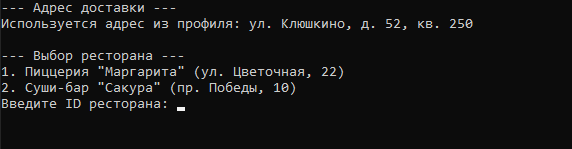 --- Адрес доставки ---
Используется адрес из профиля: ул. Клюшкино, д. 52, кв. 250
--- Выбор ресторана ---
1. Пиццерия "Маргарита" (ул. Цветочная, 22)
2. Суши-бар "Сакура" (пр. Победы, 10)
Введите ID ресторана: